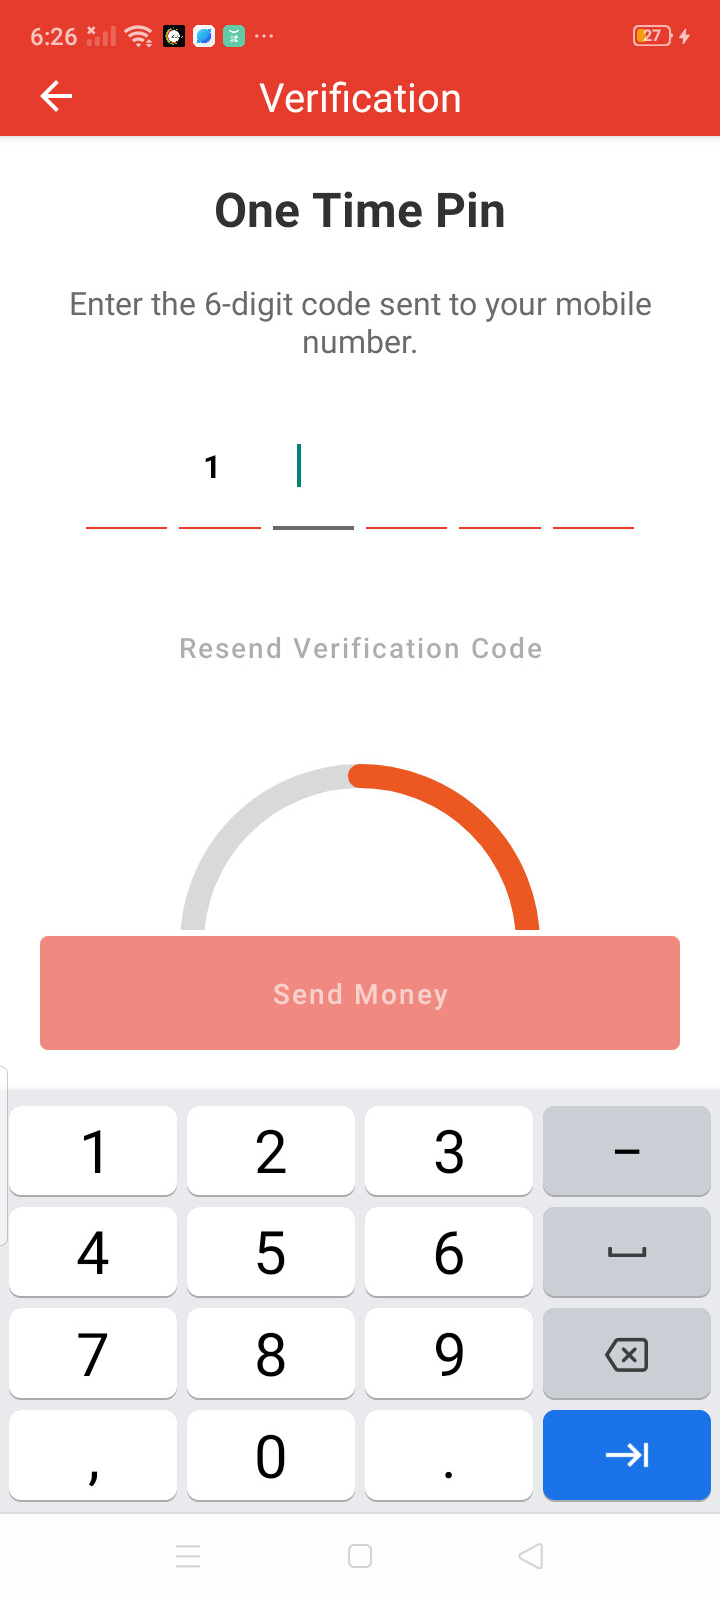 6:26 27
Verification
One Time Pin
Enter the 6-digit code sent to your mobile
number.
1
Resend Verification Code
Send Money
1 2 3 –
4 5 6
7 8 9
, 0 .